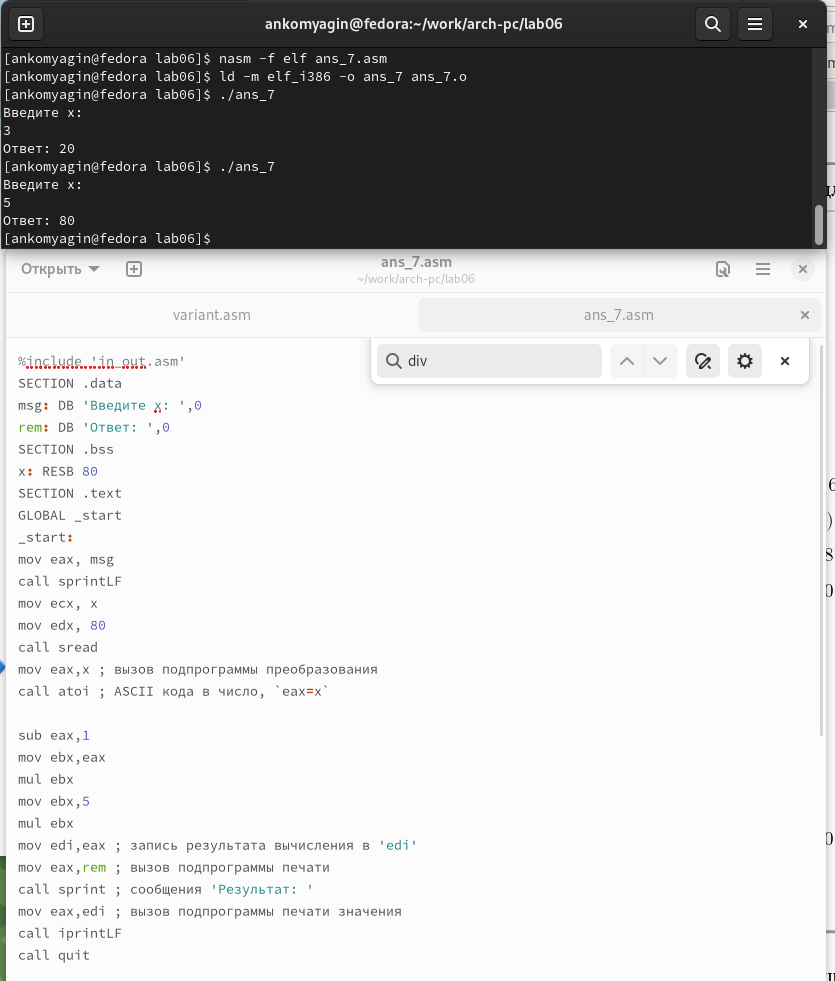 ankomyagin@fedora:~/work/arch-pc/lab06
[ankomyagin@fedora lab06]$ nasm -f elf ans_7.asm
[ankomyagin@fedora lab06]$ ld -m elf_i386 -o ans_7 ans_7.o
[ankomyagin@fedora lab06]$ ./ans_7
Введите x:
3
Ответ: 20
[ankomyagin@fedora lab06]$ ./ans_7
Введите x:
5
Ответ: 80
[ankomyagin@fedora lab06]$
Открыть
ans_7.asm
~/work/arch-pc/lab06
variant.asm
ans_7.asm
div
%include 'in_out.asm'
SECTION .data
msg: DB 'Введите x: ',0
rem: DB 'Ответ: ',0
SECTION .bss
x: RESB 80
SECTION .text
GLOBAL _start
_start:
mov eax, msg
call sprintLF
mov ecx, x
mov edx, 80
call sread
mov eax,x ; вызов подпрограммы преобразования
call atoi ; ASCII кода в число, `eax=x`
sub eax,1
mov ebx,eax
mul ebx
mov ebx,5
mul ebx
mov edi,eax ; запись результата вычисления в 'edi'
mov eax,rem ; вызов подпрограммы печати
call sprint ; сообщения 'Результат: '
mov eax,edi ; вызов подпрограммы печати значения
call iprintLF
call quit